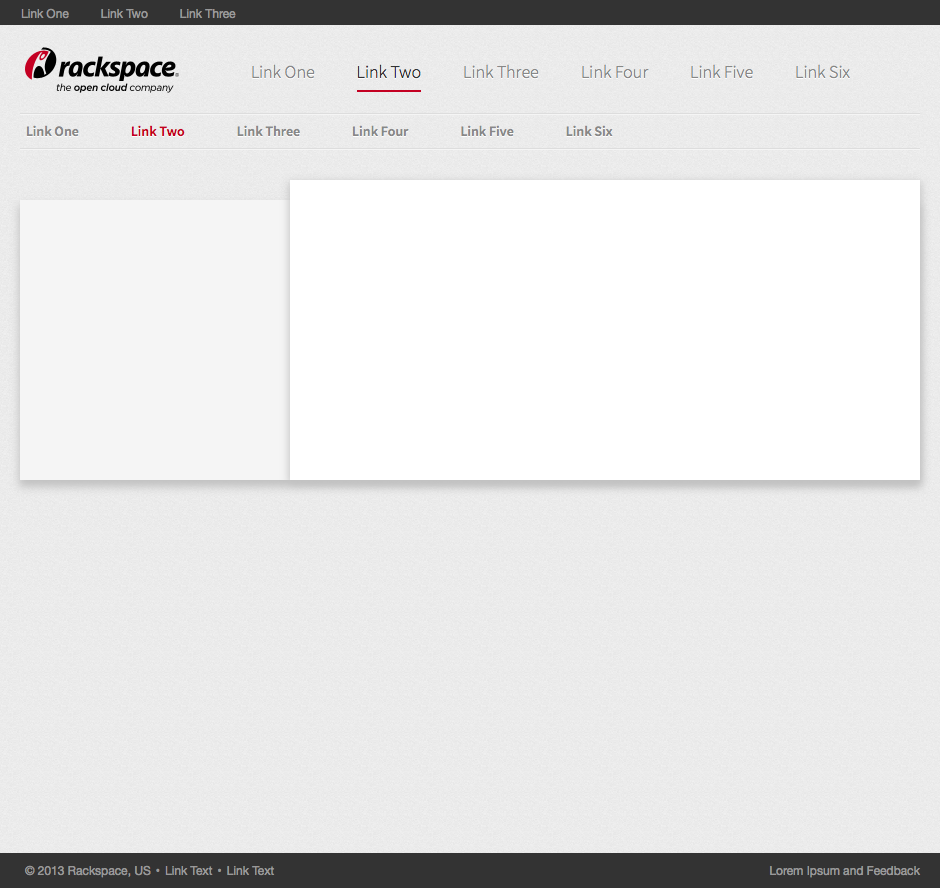 Link One Link Two Link Three
rackspace®
the open cloud company
Link One Link Two Link Three Link Four Link Five Link Six
Link One Link Two Link Three Link Four Link Five Link Six
© 2013 Rackspace, US • Link Text • Link Text Lorem Ipsum and Feedback